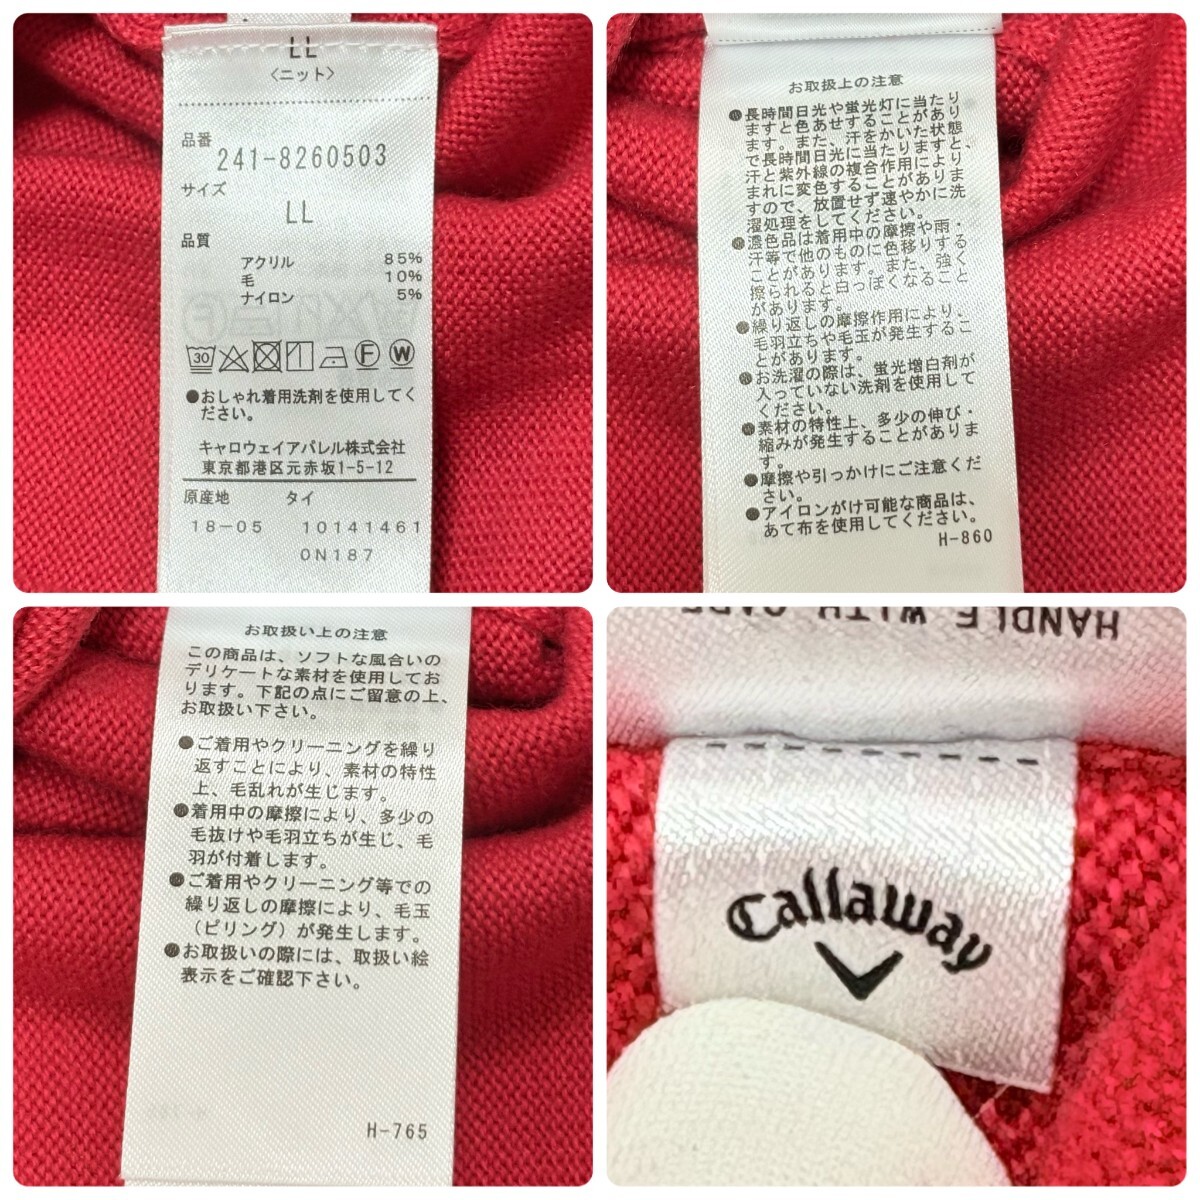 LL
〈ニット〉
品番
241-8260503
サイズ
LL
品質
アクリル 85%
毛 10%
ナイロン 5%
30 F W
●おしゃれ着用洗剤を使用してく
ださい。
キャロウェイアパレル株式会社
東京都港区元赤坂1-5-12
原産地 タイ
18-05 10141461
0N187
お取扱上の注意
●長時間日光や蛍光灯に当たり
ますと色あせすることがあり
ます。また、汗をかいた状態
で長時間日光に当たりますと、
汗と紫外線の複合作用により
まれに変色することがありま
すので、放置せず速やかに洗
濯処理をしてください。
●濃色品は着用中の摩擦や雨・
汗等で他のものに色移りする
ことがあります。また、強く
擦られると白っぽくなること
があります。
●繰り返しの摩擦作用により、
毛羽立ちや毛玉が発生するこ
とがあります。
●お洗濯の際は、蛍光増白剤が
入っていない洗剤を使用して
ください。
●素材の特性上、多少の伸び・
縮みが発生することがありま
す。
●摩擦や引っかけにご注意くだ
さい。
●アイロンがけ可能な商品は、
あて布を使用してください。
H-860
お取扱い上の注意
この商品は、ソフトな風合いの
デリケートな素材を使用してお
ります。下記の点にご留意の上、
お取扱い下さい。
●ご着用やクリーニングを繰り
返すことにより、素材の特性
上、毛乱れが生じます。
●着用中の摩擦により、多少の
毛抜けや毛羽立ちが生じ、毛
羽が付着します。
●ご着用やクリーニング等での
繰り返しの摩擦により、毛玉
(ピリング)が発生します。
●お取扱いの際には、取扱い絵
表示をご確認下さい。
H-765
HANDLE WITH CARE
Callaway